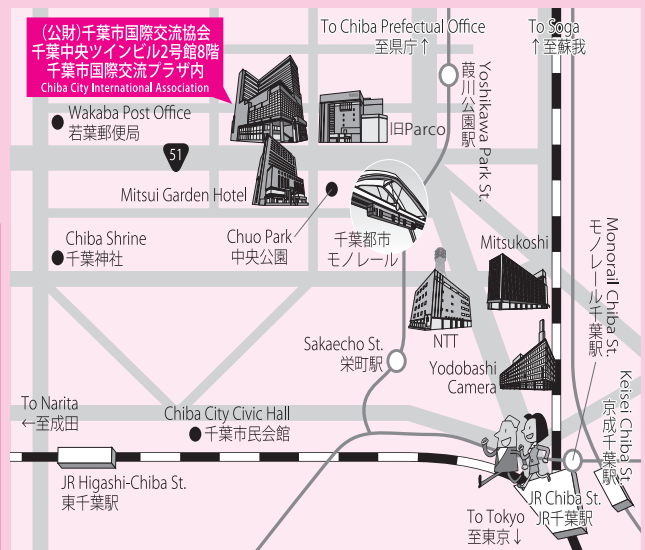 (公財)千葉市国際交流協会
千葉中央ツインビル2号館8階
千葉市国際交流プラザ内
Chiba City International Association
To Chiba Prefectual Office
至県庁↑
To Soga
↑至蘇我
Wakaba Post Office
若葉郵便局
51
旧Parco
Yoshikawa Park St.
葭川公園駅
Mitsui Garden Hotel
Chuo Park
中央公園
千葉都市
モノレール
Chiba Shrine
千葉神社
Mitsukoshi
Monorail Chiba St.
モノレール千葉駅
NTT
Sakaecho St.
栄町駅
Yodobashi
Camera
Keisei Chiba St.
京成千葉駅
To Narita
←至成田
Chiba City Civic Hall
千葉市民会館
JR Higashi-Chiba St.
東千葉駅
JR Chiba St.
JR千葉駅
To Tokyo
至東京↓